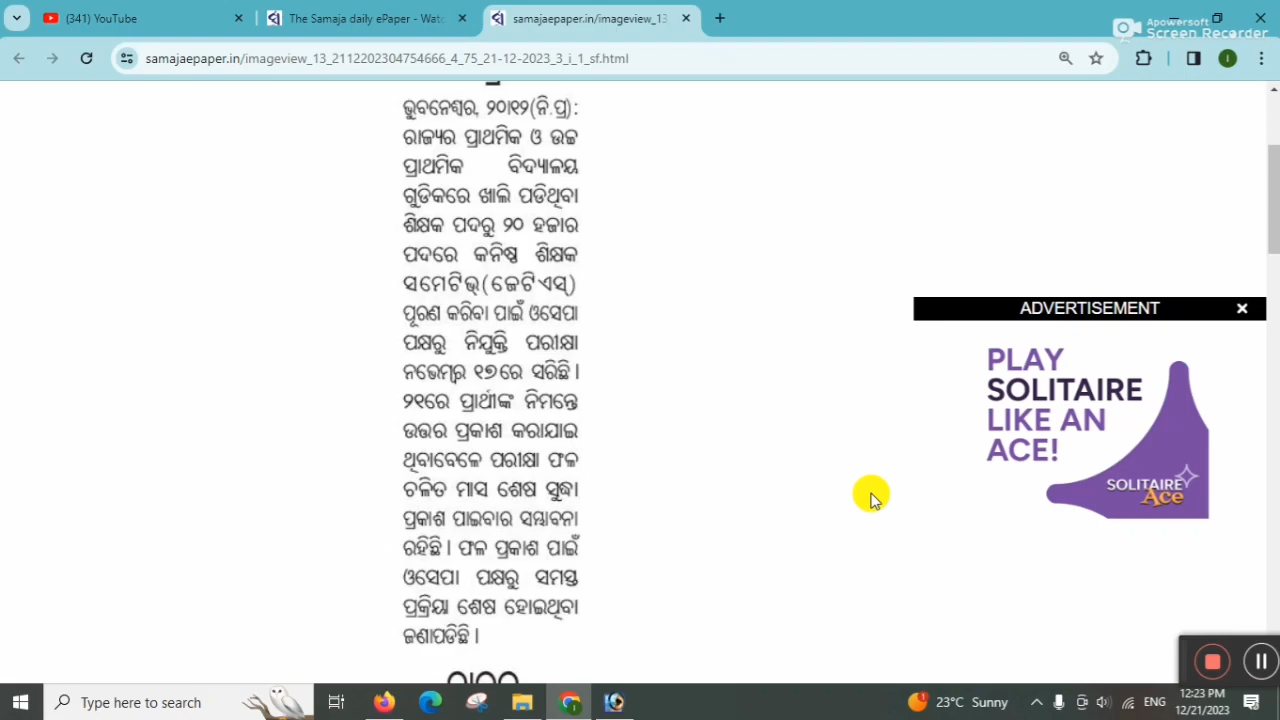 (341) YouTube
The Samaja daily ePaper - Watc
samajaepaper.in/imageview_13
Apowersoft
Screen Recorder
samajaepaper.in/imageview_13_2112202304754666_4_75_21-12-2023_3_i_1_sf.html
ଭୁବନେଶ୍ୱର, ୨୦।୧୨(ନି.ପ୍ର):
ରାଜ୍ୟର ପ୍ରାଥମିକ ଓ ଉଚ୍ଚ
ପ୍ରାଥମିକ ବିଦ୍ୟାଳୟ
ଗୁଡିକରେ ଖାଲି ପଡିଥିବା
ଶିକ୍ଷକ ପଦରୁ ୨୦ ହଜାର
ପଦରେ କନିଷ୍ଠ ଶିକ୍ଷକ
ସମେଟିଭ୍(ଜେଟିଏସ୍)
ପୂରଣ କରିବା ପାଇଁ ଓସେପା
ପକ୍ଷରୁ ନିଯୁକ୍ତି ପରୀକ୍ଷା
ନଭେମ୍ବର ୧୭ରେ ସରିଛି ।
୨୧ରେ ପ୍ରାର୍ଥୀଙ୍କ ନିମନ୍ତେ
ଉତ୍ତର ପ୍ରକାଶ କରାଯାଇ
ଥିବାବେଳେ ପରୀକ୍ଷା ଫଳ
ଚଳିତ ମାସ ଶେଷ ସୁଦ୍ଧା
ପ୍ରକାଶ ପାଇବାର ସମ୍ଭାବନା
ରହିଛି । ଫଳ ପ୍ରକାଶ ପାଇଁ
ଓସେପା ପକ୍ଷରୁ ସମସ୍ତ
ପ୍ରକ୍ରିୟା ଶେଷ ହୋଇଥିବା
ଜଣାପଡିଛି ।
ADVERTISEMENT
PLAY
SOLITAIRE
LIKE AN
ACE!
SOLITAIRE
Ace
Type here to search
23°C Sunny
ENG
12:23 PM
12/21/2023